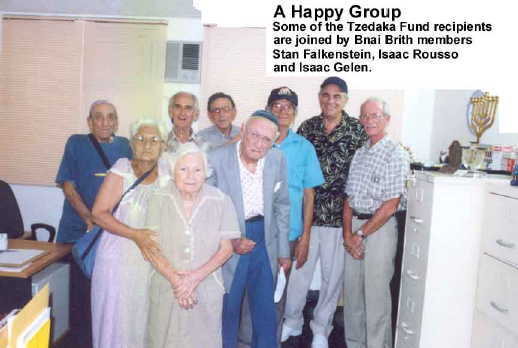 A Happy Group
Some of the Tzedaka Fund recipients
are joined by Bnai Brith members
Stan Falkenstein, Isaac Rousso
and Isaac Gelen.